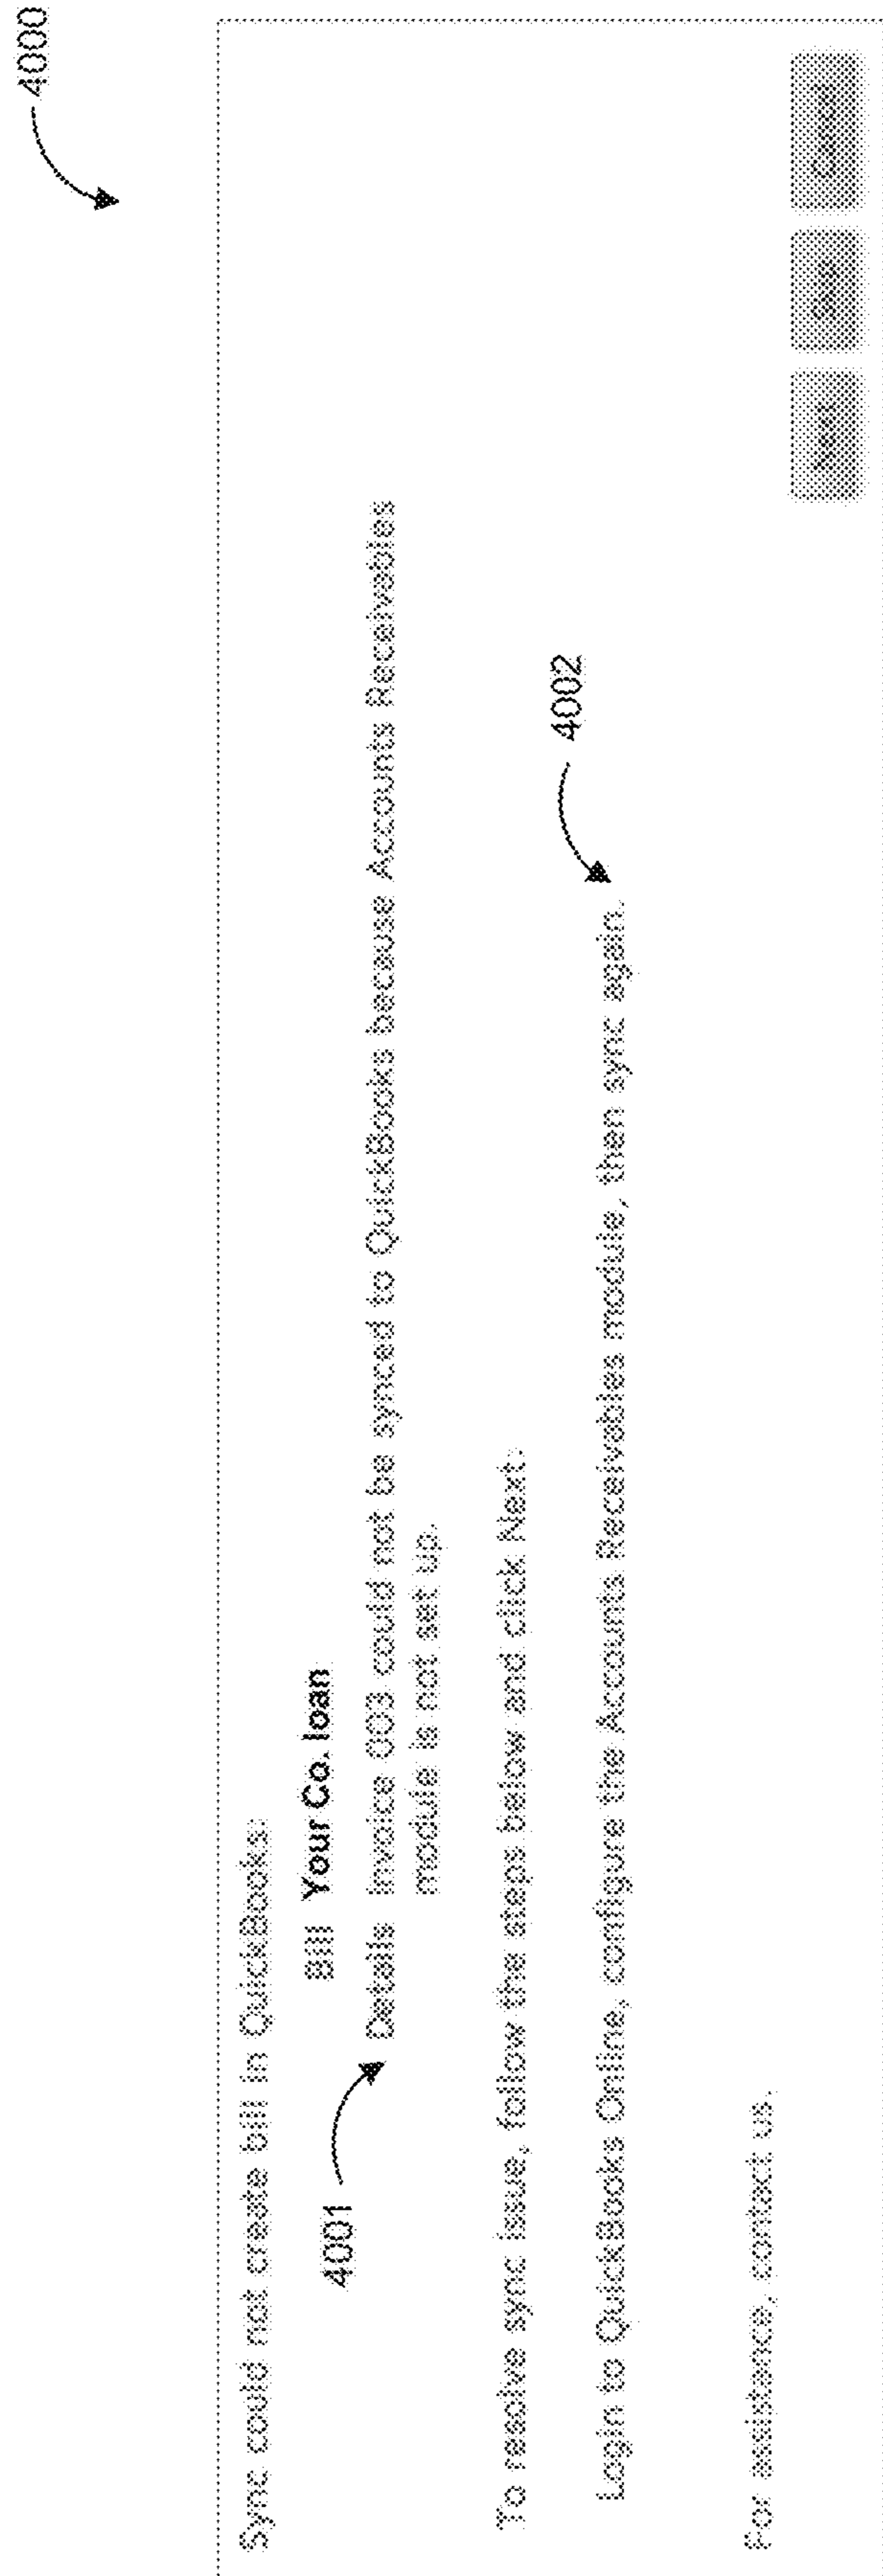 4000
Sync could not create bill in QuickBooks:
Bill Your Co. loan
4001
Details Invoice 003 could not be synced to QuickBooks because Accounts Receivables
module is not set up.
To resolve sync issue, follow the steps below and click Next.
4002
Login to QuickBooks Online, configure the Accounts Receivables module, then sync again.
For assistance, contact us.
Next Skip Cancel